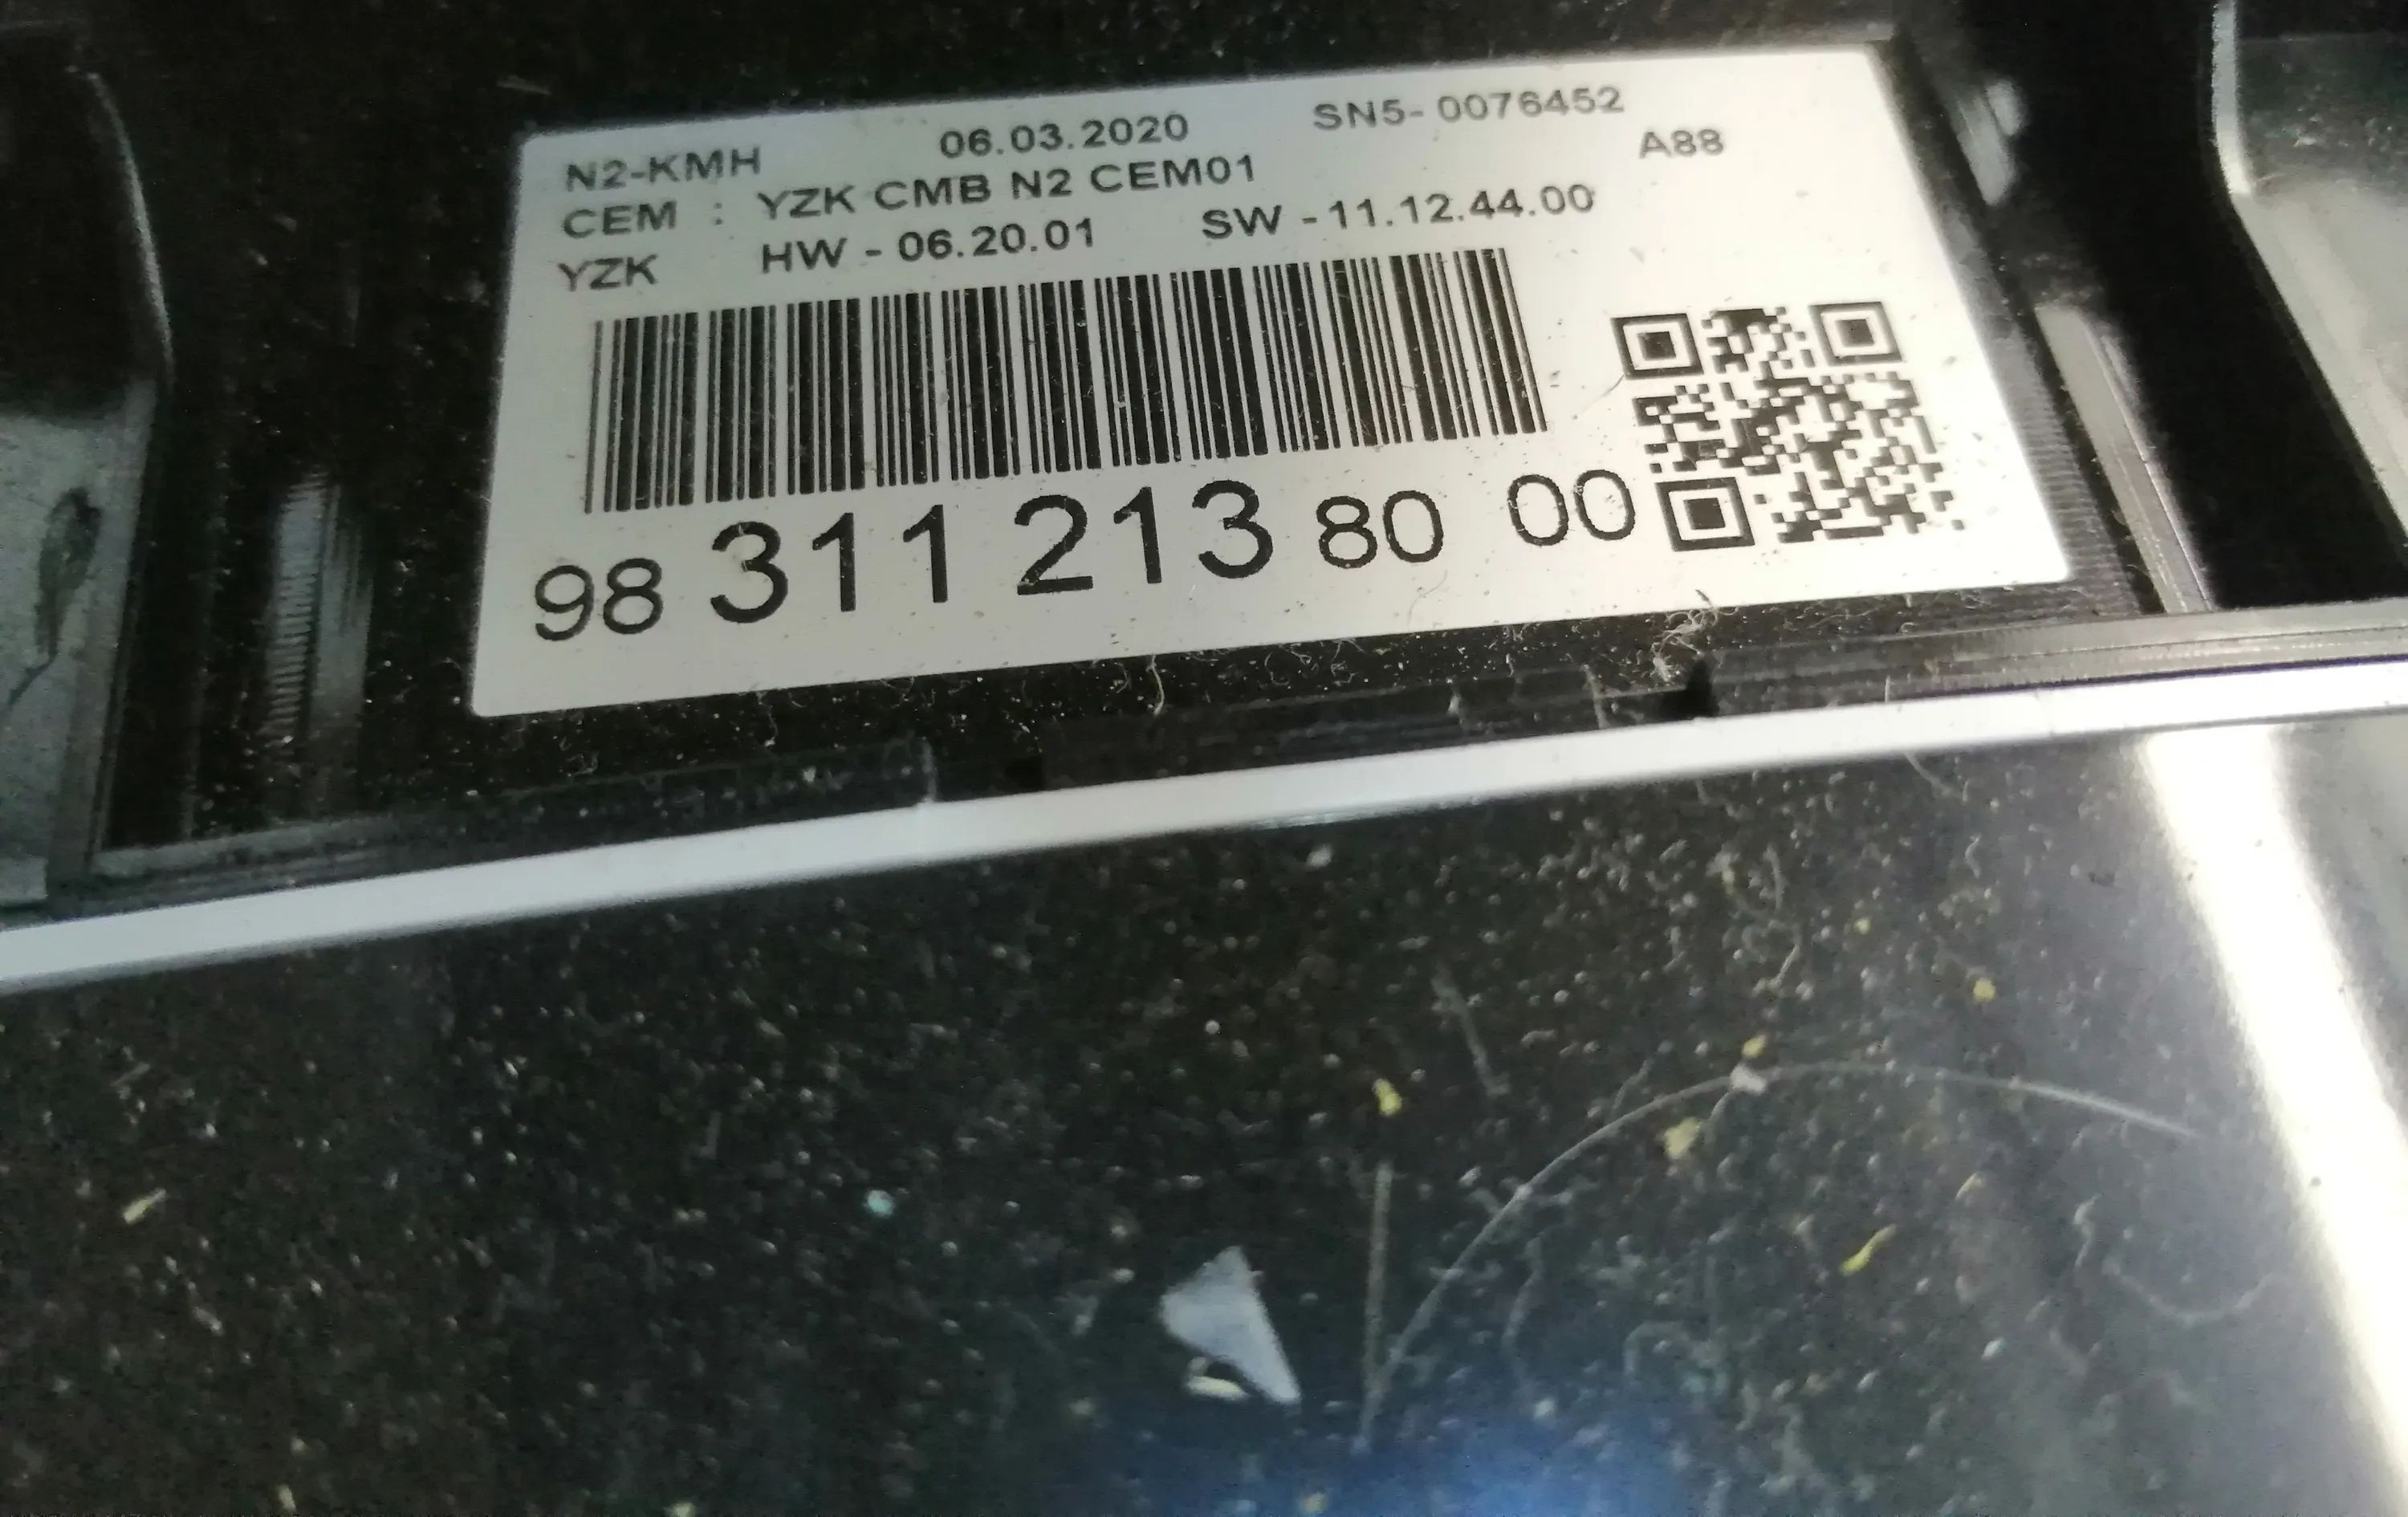 N2-KMH 06.03.2020 SN5- 0076452
CEM : YZK CMB N2 CEM01 A88
YZK HW - 06.20.01 SW - 11.12.44.00
98 311 213 80 00